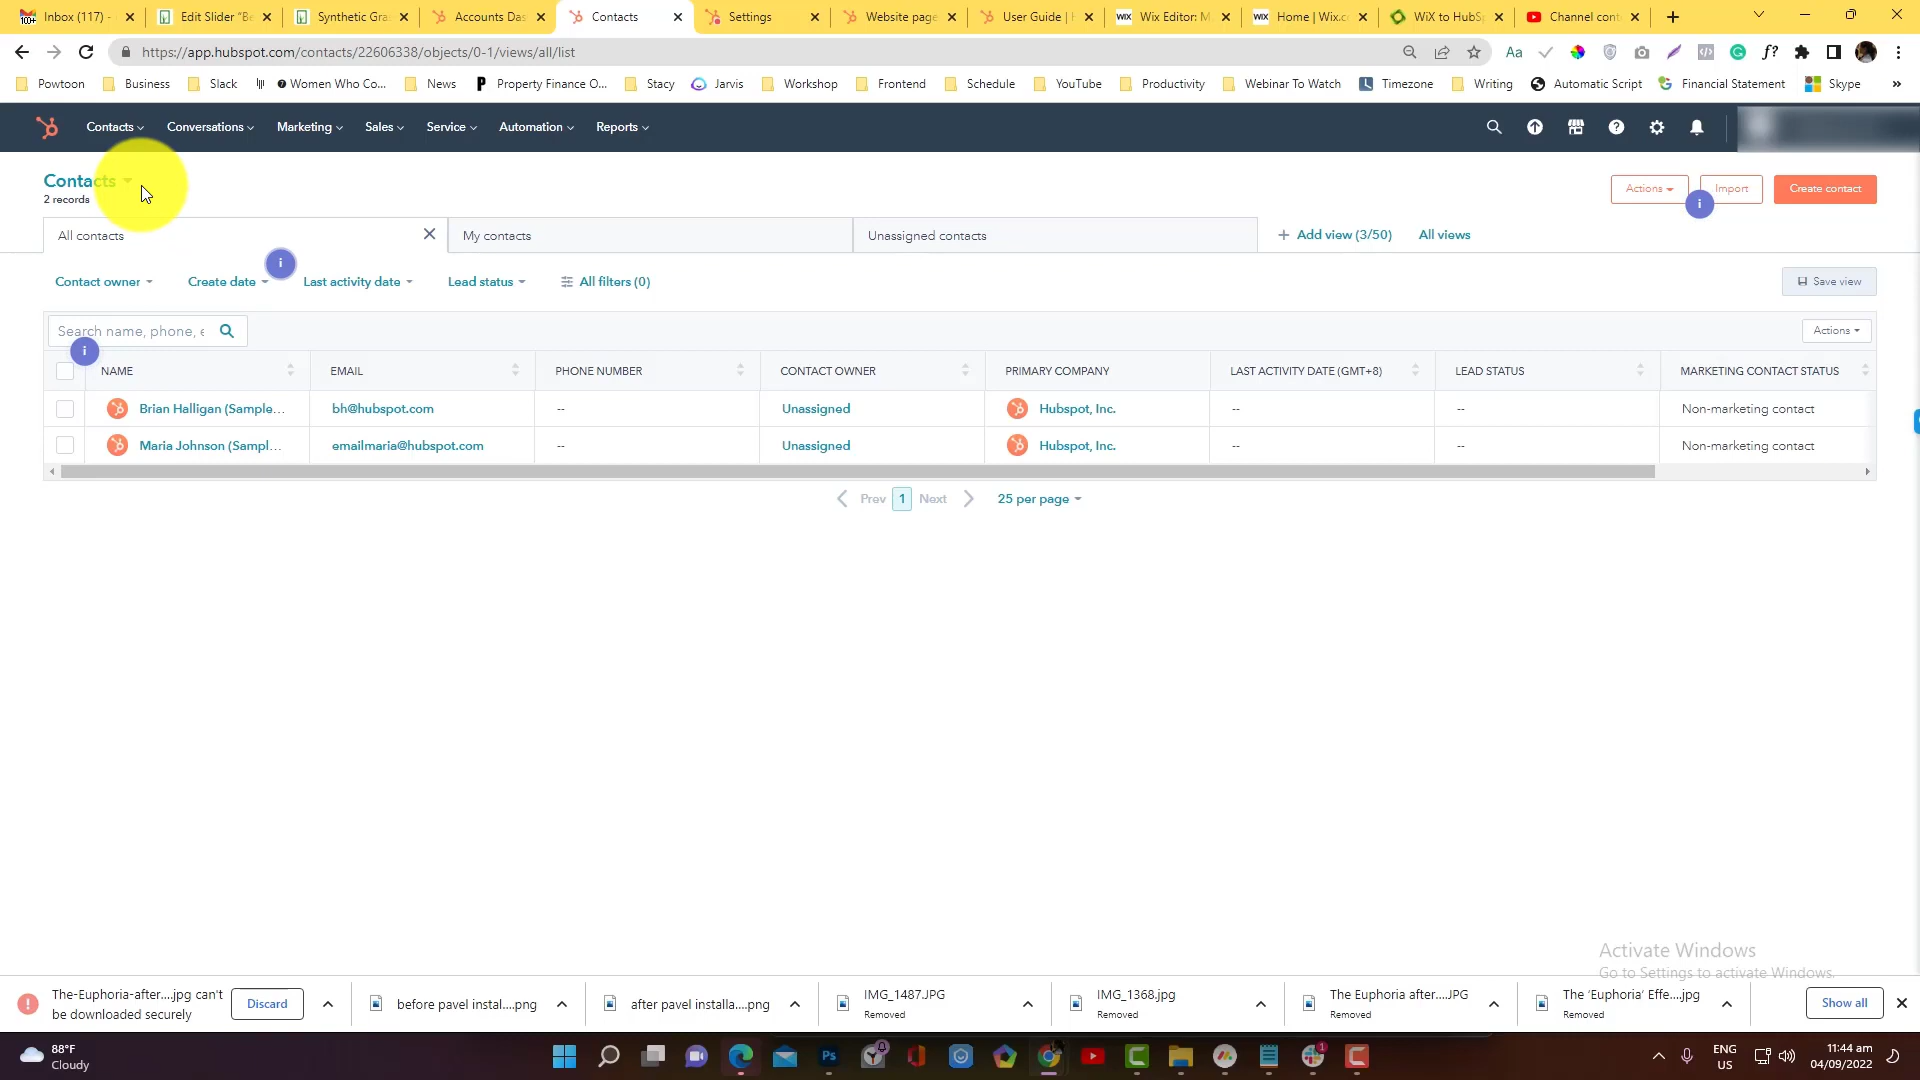 Inbox (117) -
Edit Slider "Be
Synthetic Gra
Accounts Das
Contacts
Settings
Website page
User Guide | H
Wix Editor: M
Home | Wix.c
WiX to HubSp
Channel cont
https://app.hubspot.com/contacts/22606338/objects/0-1/views/all/list
Powtoon
Business
Slack
Women Who Co...
News
Property Finance O...
Stacy
Jarvis
Workshop
Frontend
Schedule
YouTube
Productivity
Webinar To Watch
Timezone
Writing
Automatic Script
Financial Statement
Skype
Contacts
Conversations
Marketing
Sales
Service
Automation
Reports
Contacts
2 records
Actions
Import
Create contact
All contacts
My contacts
Unassigned contacts
+ Add view (3/50)
All views
Contact owner
Create date
Last activity date
Lead status
All filters (0)
Save view
Search name, phone, e
Actions
NAME
EMAIL
PHONE NUMBER
CONTACT OWNER
PRIMARY COMPANY
LAST ACTIVITY DATE (GMT+8)
LEAD STATUS
MARKETING CONTACT STATUS
Brian Halligan (Sample...
bh@hubspot.com
--
Unassigned
Hubspot, Inc.
--
--
Non-marketing contact
Maria Johnson (Sampl...
emailmaria@hubspot.com
--
Unassigned
Hubspot, Inc.
--
--
Non-marketing contact
Prev 1 Next
25 per page
Activate Windows
Go to Settings to activate Windows.
The-Euphoria-after....jpg can't
be downloaded securely
Discard
before pavel instal....png
after pavel installa....png
IMG_1487.JPG
Removed
IMG_1368.jpg
Removed
The Euphoria after....JPG
Removed
The 'Euphoria' Effe....jpg
Removed
Show all
88°F
Cloudy
ENG
US
11:44 am
04/09/2022